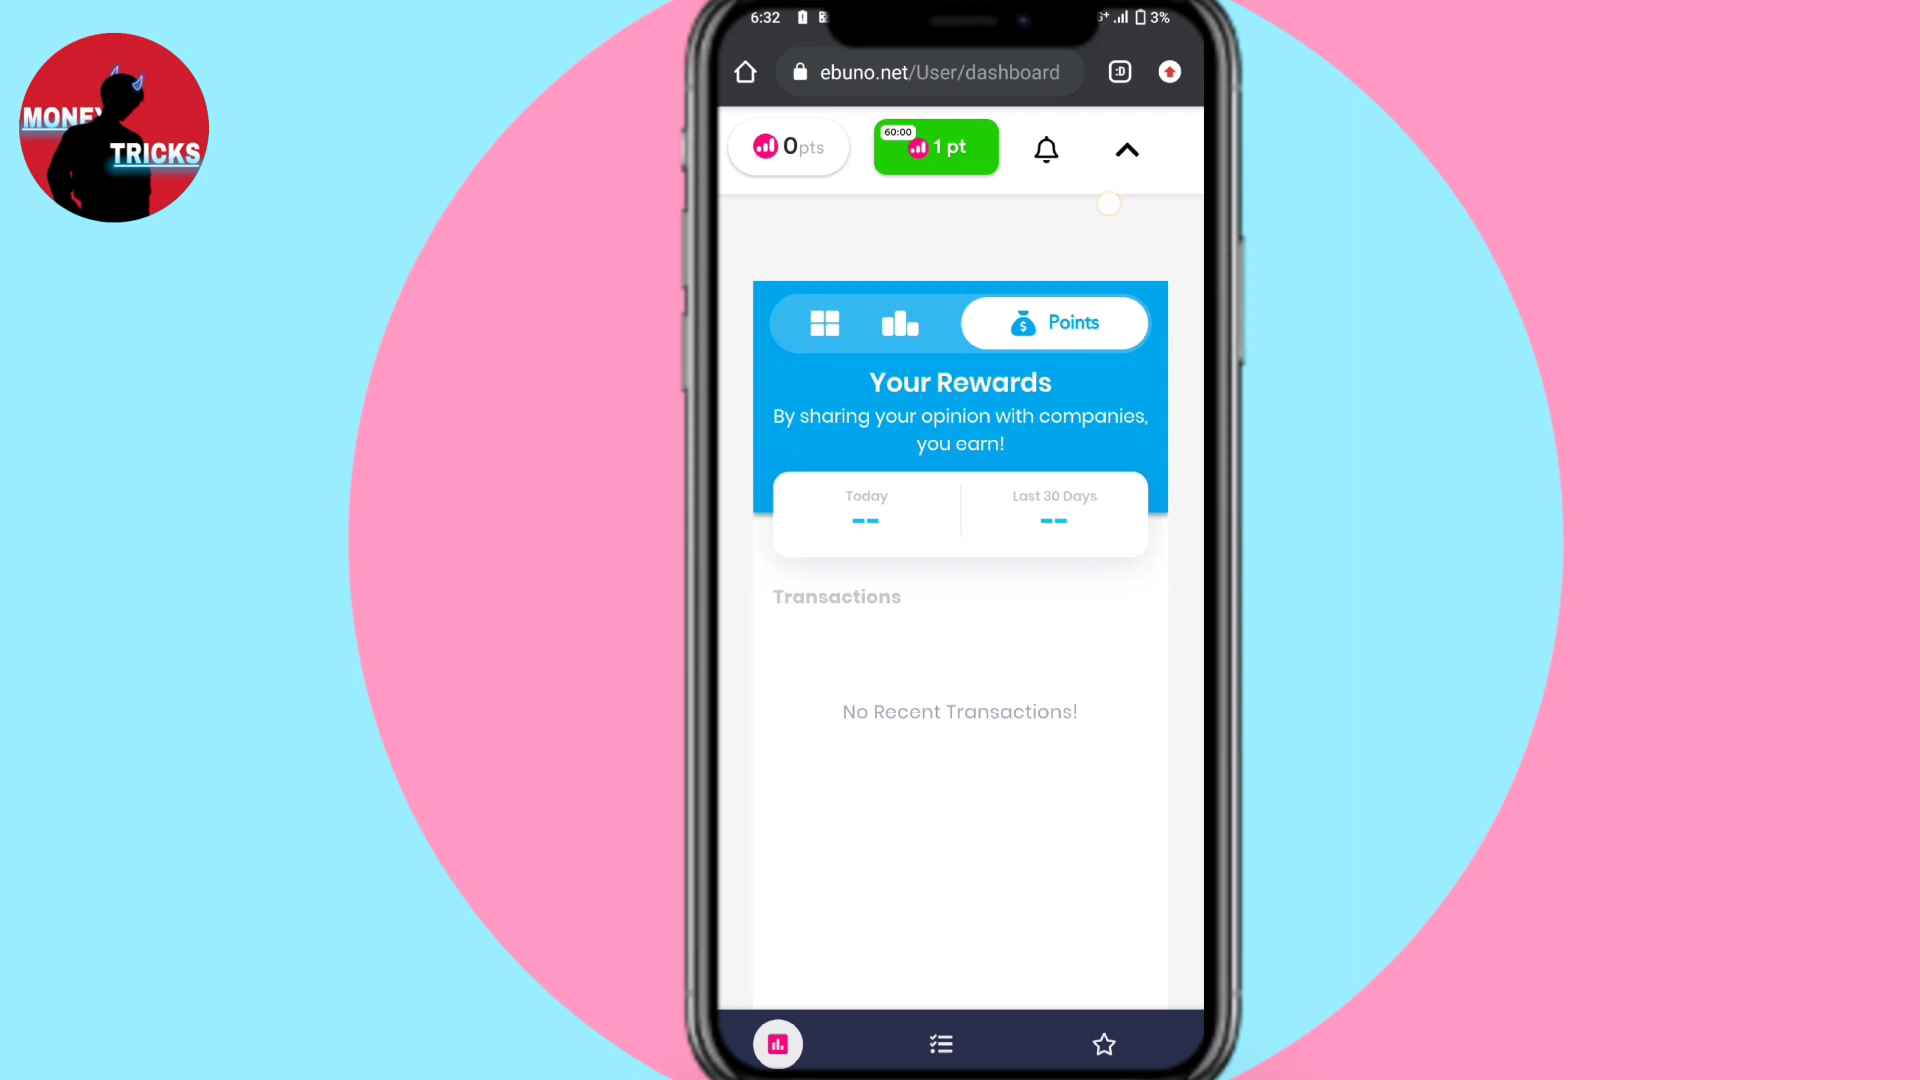 MONEY
TRICKS
6:32
3%
ebuno.net/User/dashboard
:D
0pts
60:00
1 pt
Points
Your Rewards
By sharing your opinion with companies,
you earn!
Today
Last 30 Days
--
--
Transactions
No Recent Transactions!